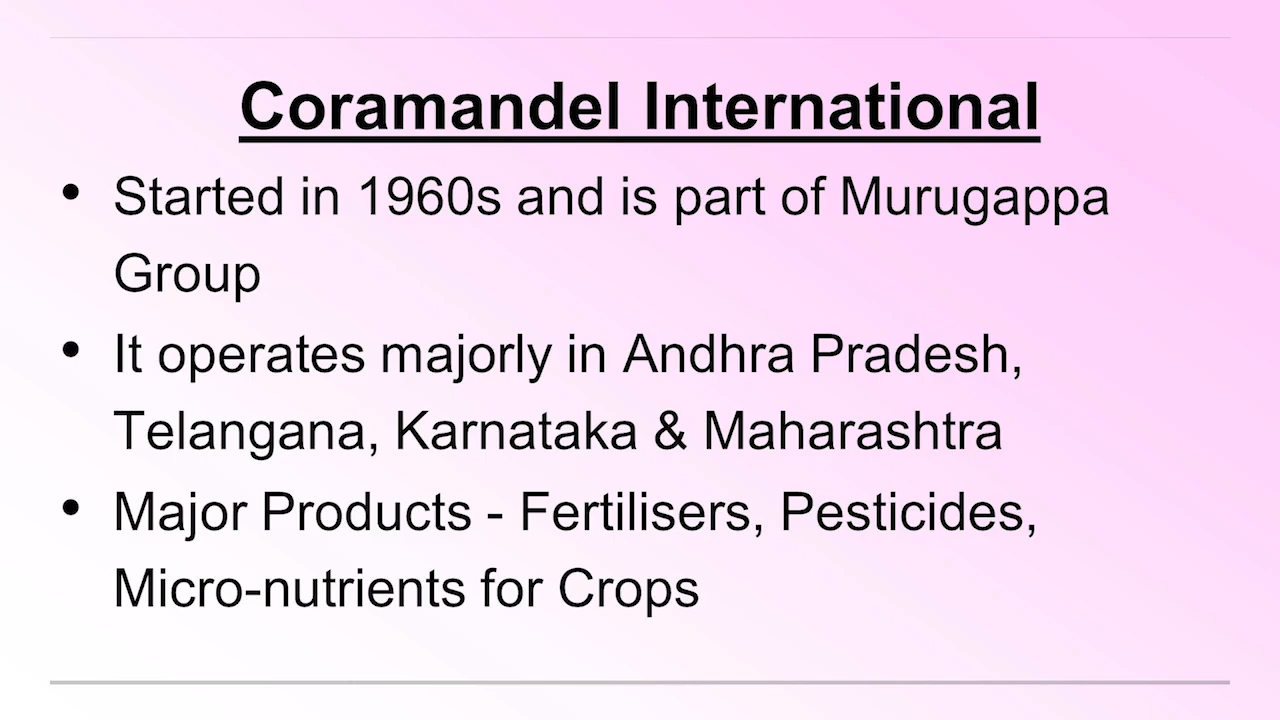 Coramandel International
• Started in 1960s and is part of Murugappa
Group
• It operates majorly in Andhra Pradesh,
Telangana, Karnataka & Maharashtra
• Major Products - Fertilisers, Pesticides,
Micro-nutrients for Crops